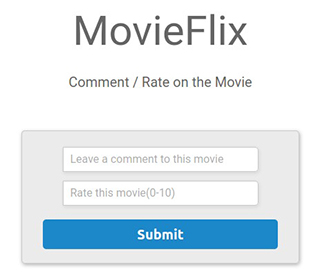 MovieFlix
Comment / Rate on the Movie
Leave a comment to this movie
Rate this movie(0-10)
Submit